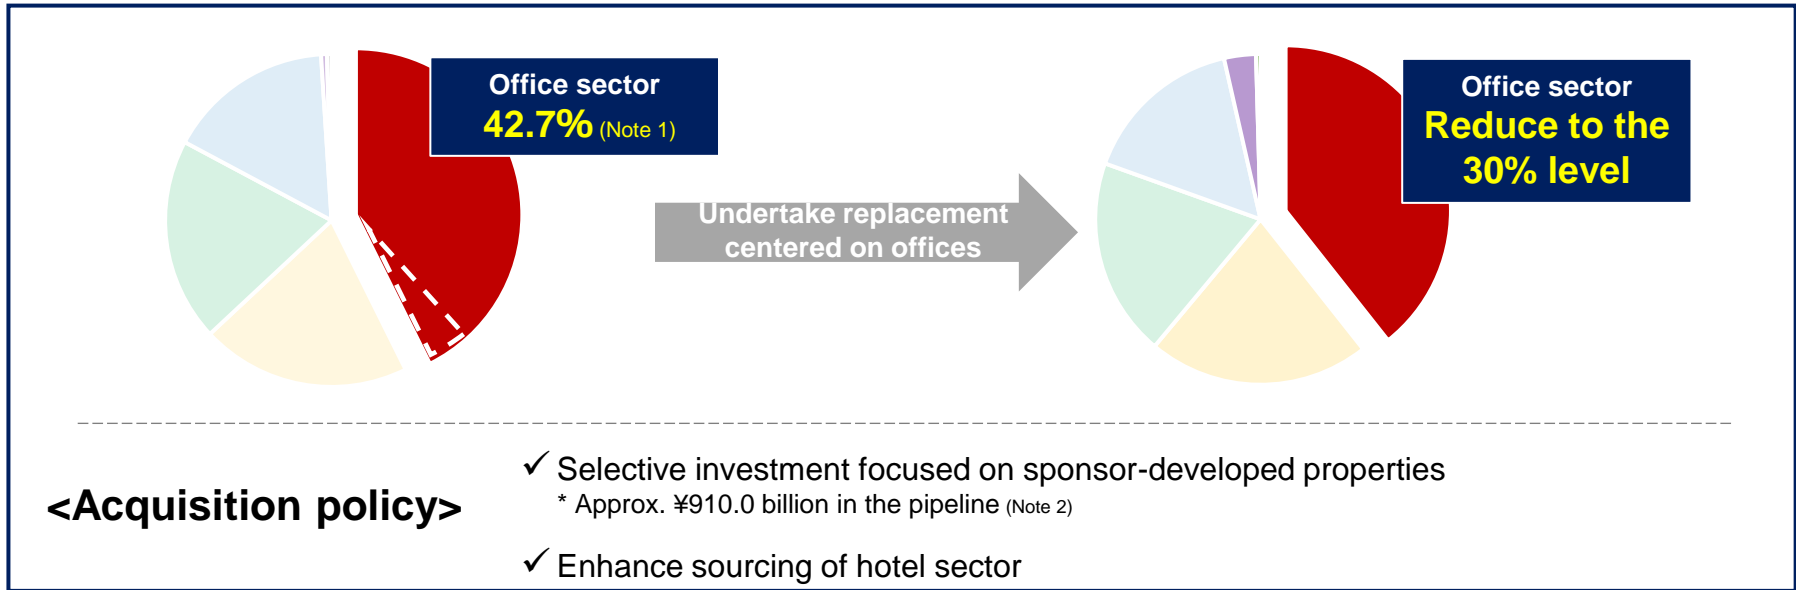 Office sector
42.7% (Note 1)
Undertake replacement
centered on offices
Office sector
Reduce to the
30% level
<Acquisition policy>
✓ Selective investment focused on sponsor-developed properties
* Approx. ¥910.0 billion in the pipeline (Note 2)
✓ Enhance sourcing of hotel sector